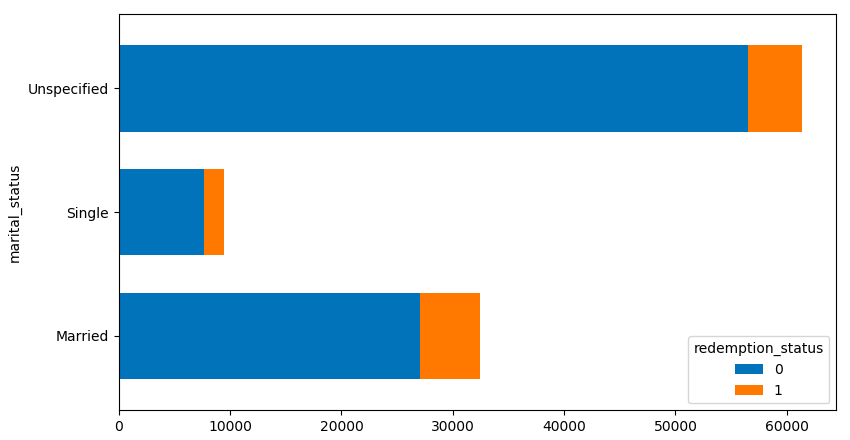 marital_status
Unspecified
Single
Married
0 10000 20000 30000 40000 50000 60000
redemption_status
0
1